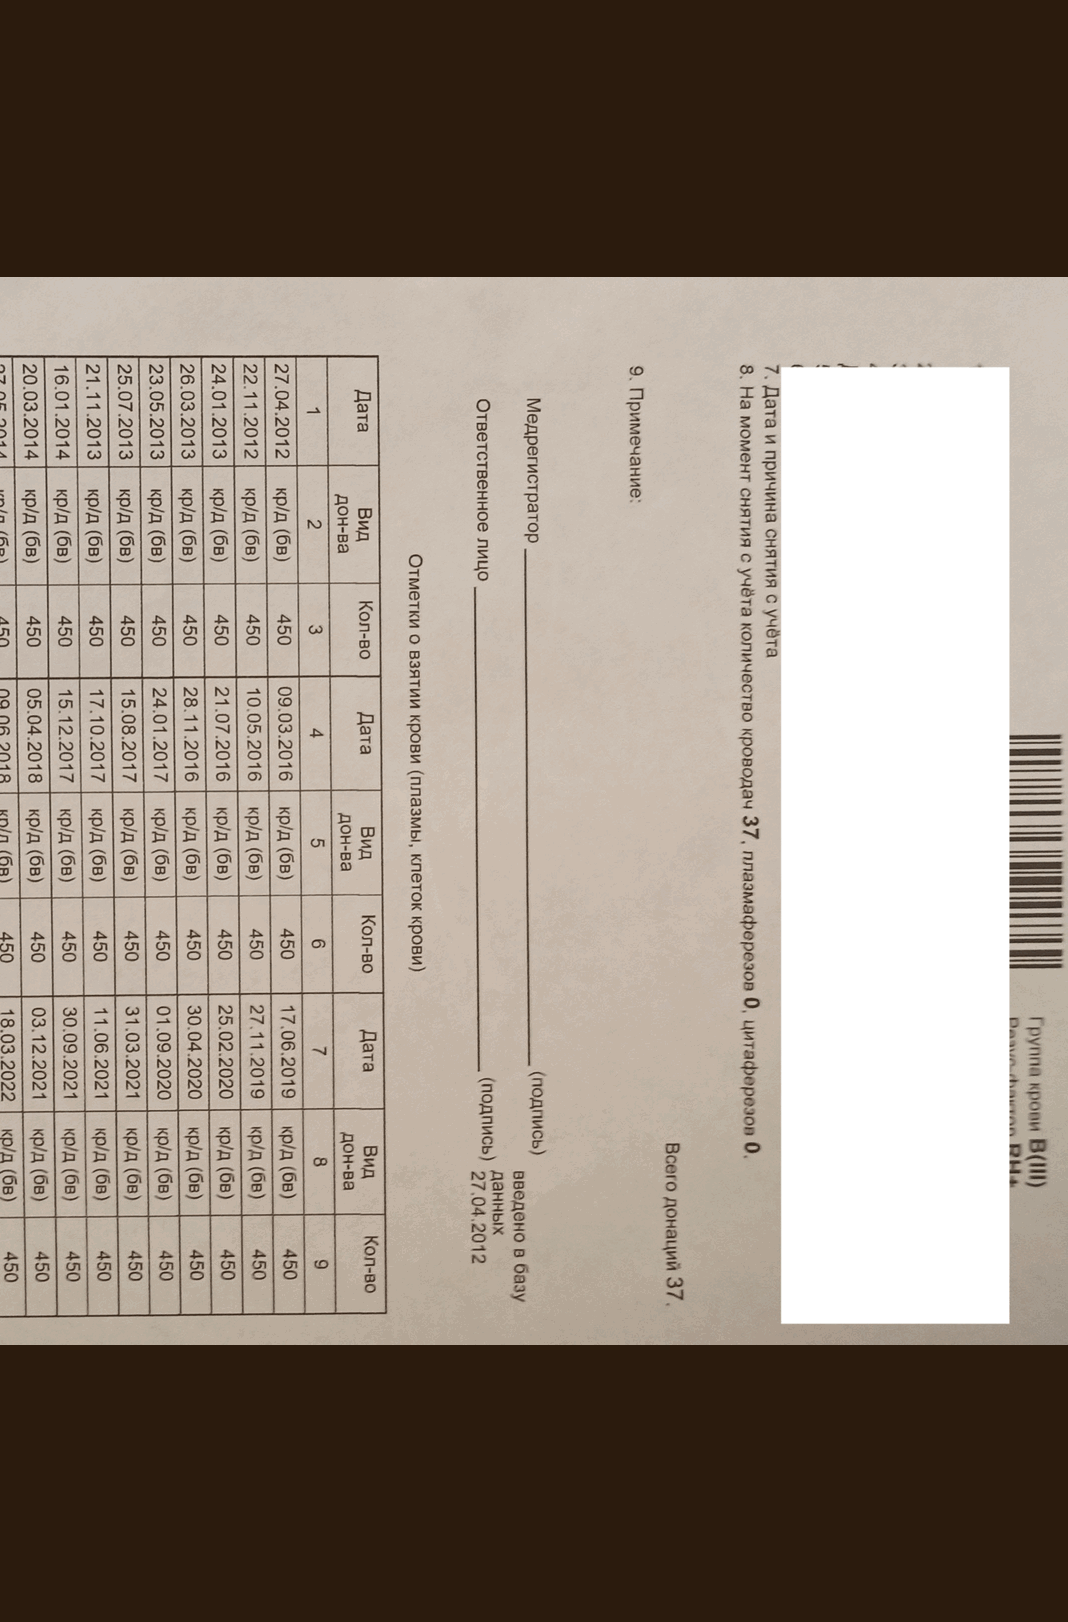 Группа крови B(III)
Резус-фактор RH+
7. Дата и причина снятия с учёта
8. На момент снятия с учёта количество кроводач 37, плазмаферезов 0, цитаферезов 0.
Всего донаций 37.
9. Примечание:
Медрегистратор (подпись)
Ответственное лицо (подпись)
введено в базу
данных
27.04.2012
Отметки о взятии крови (плазмы, клеток крови)
Дата Вид дон-ва Кол-во Дата Вид дон-ва Кол-во Дата Вид дон-ва Кол-во
1 2 3 4 5 6 7 8 9
27.04.2012 кр/д (бв) 450 09.03.2016 кр/д (бв) 450 17.06.2019 кр/д (бв) 450
22.11.2012 кр/д (бв) 450 10.05.2016 кр/д (бв) 450 27.11.2019 кр/д (бв) 450
24.01.2013 кр/д (бв) 450 21.07.2016 кр/д (бв) 450 25.02.2020 кр/д (бв) 450
26.03.2013 кр/д (бв) 450 28.11.2016 кр/д (бв) 450 30.04.2020 кр/д (бв) 450
23.05.2013 кр/д (бв) 450 24.01.2017 кр/д (бв) 450 01.09.2020 кр/д (бв) 450
25.07.2013 кр/д (бв) 450 15.08.2017 кр/д (бв) 450 31.03.2021 кр/д (бв) 450
21.11.2013 кр/д (бв) 450 17.10.2017 кр/д (бв) 450 11.06.2021 кр/д (бв) 450
16.01.2014 кр/д (бв) 450 15.12.2017 кр/д (бв) 450 30.09.2021 кр/д (бв) 450
20.03.2014 кр/д (бв) 450 05.04.2018 кр/д (бв) 450 03.12.2021 кр/д (бв) 450
27.05.2014 кр/д (бв) 450 09.06.2018 кр/д (бв) 450 18.03.2022 кр/д (бв) 450